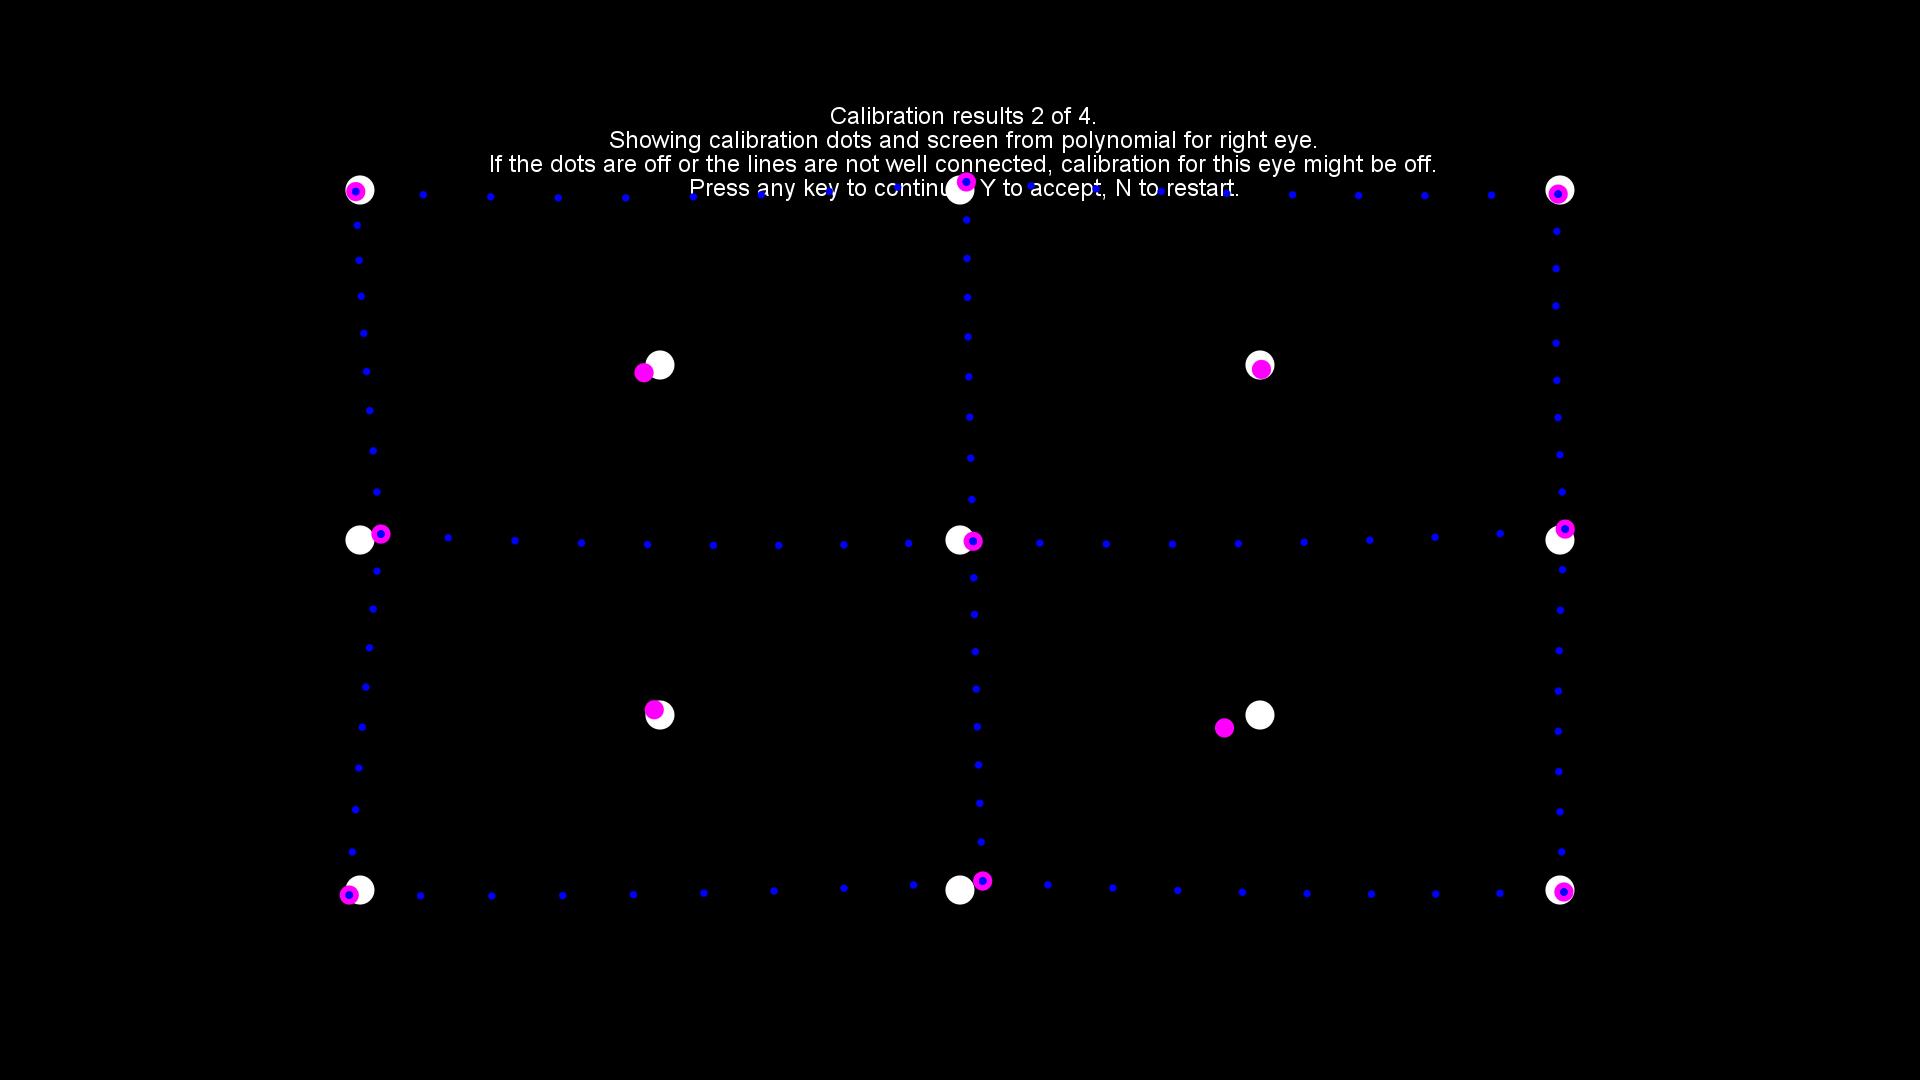 Calibration results 2 of 4.
Showing calibration dots and screen from polynomial for right eye.
If the dots are off or the lines are not well connected, calibration for this eye might be off.
Press any key to continue, Y to accept, N to restart.